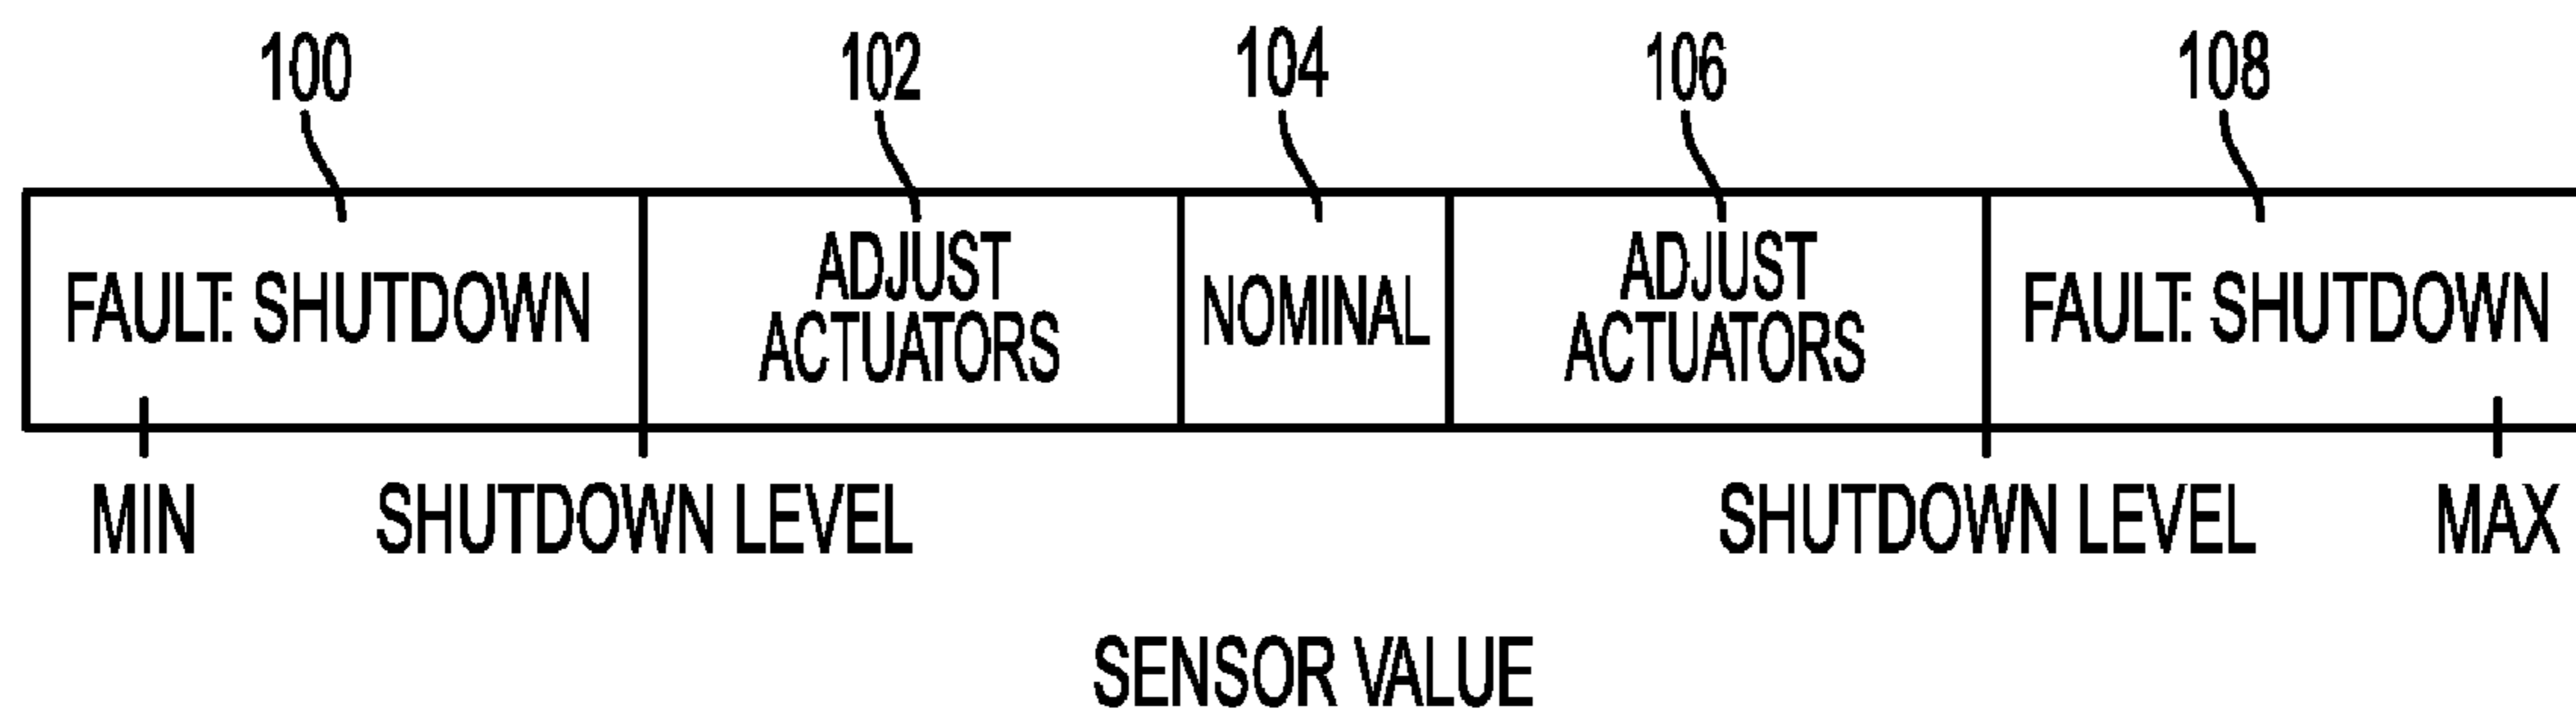 100 102 104 106 108
FAULT: SHUTDOWN
ADJUST
ACTUATORS
NOMINAL
ADJUST
ACTUATORS
FAULT: SHUTDOWN
MIN SHUTDOWN LEVEL SHUTDOWN LEVEL MAX
SENSOR VALUE